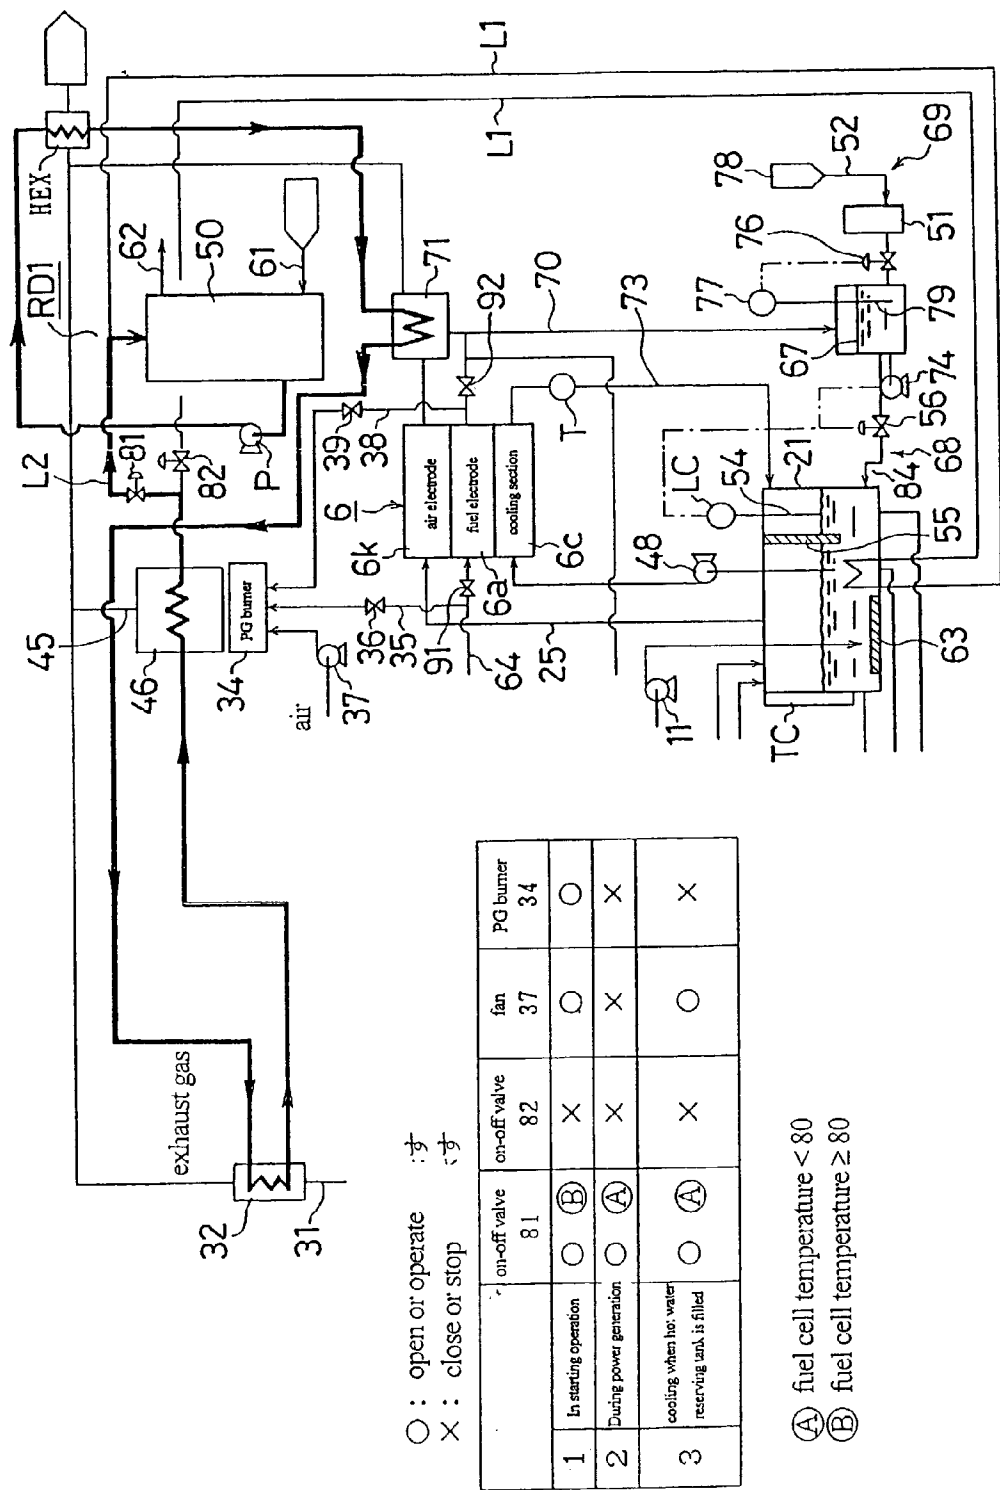 HEX
RD1
L2
L1
L1
62
50
61
81
82
P
45
46
34
PG burner
air
37
exhaust gas
32
31
71
92
70
73
T
39
38
36
35
91
64
25
6
6k
6a
6c
air electrode
fuel electrode
cooling section
78
52
69
51
76
77
79
67
74
56
68
84
21
LC
54
55
48
63
11
TC
○ : open or operate :す
× : close or stop :す
on-off valve 81 on-off valve 82 fan 37 PG burner 34
1 In starting operation ○ Ⓑ × ○ ○
2 During power generation ○ Ⓐ × × ×
3 cooling when hot water
reserving tank is filled ○ Ⓐ × ○ ×
Ⓐ fuel cell temperature < 80
Ⓑ fuel cell temperature ≥ 80